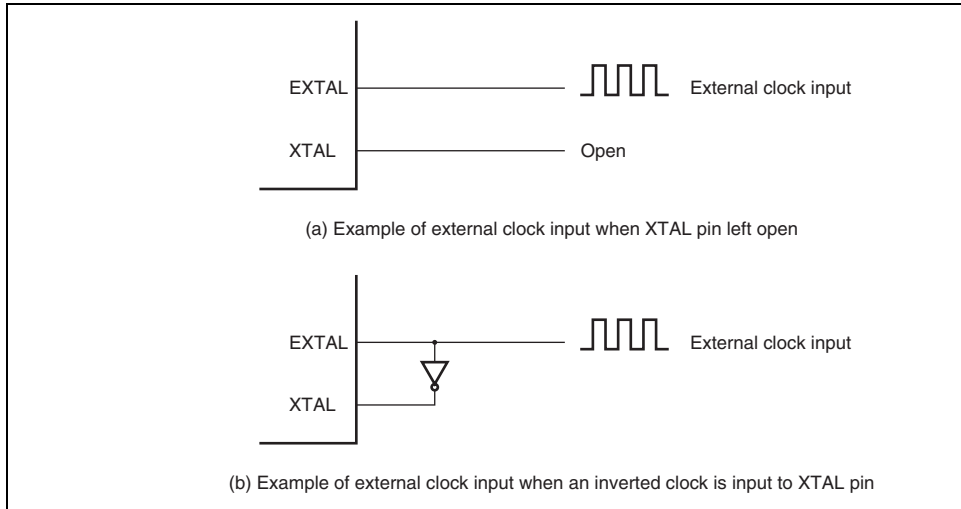 EXTAL
External clock input
XTAL
Open
(a) Example of external clock input when XTAL pin left open
EXTAL
External clock input
XTAL
(b) Example of external clock input when an inverted clock is input to XTAL pin